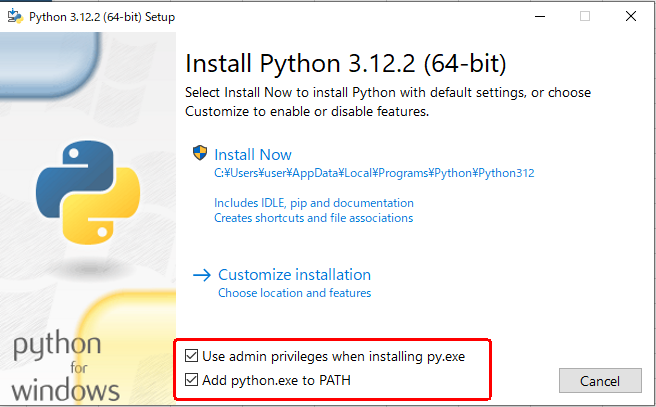 Python 3.12.2 (64-bit) Setup
Install Python 3.12.2 (64-bit)
Select Install Now to install Python with default settings, or choose
Customize to enable or disable features.
Install Now
C:¥Users¥user¥AppData¥Local¥Programs¥Python¥Python312
Includes IDLE, pip and documentation
Creates shortcuts and file associations
Customize installation
Choose location and features
python
for
windows
Use admin privileges when installing py.exe
Add python.exe to PATH
Cancel